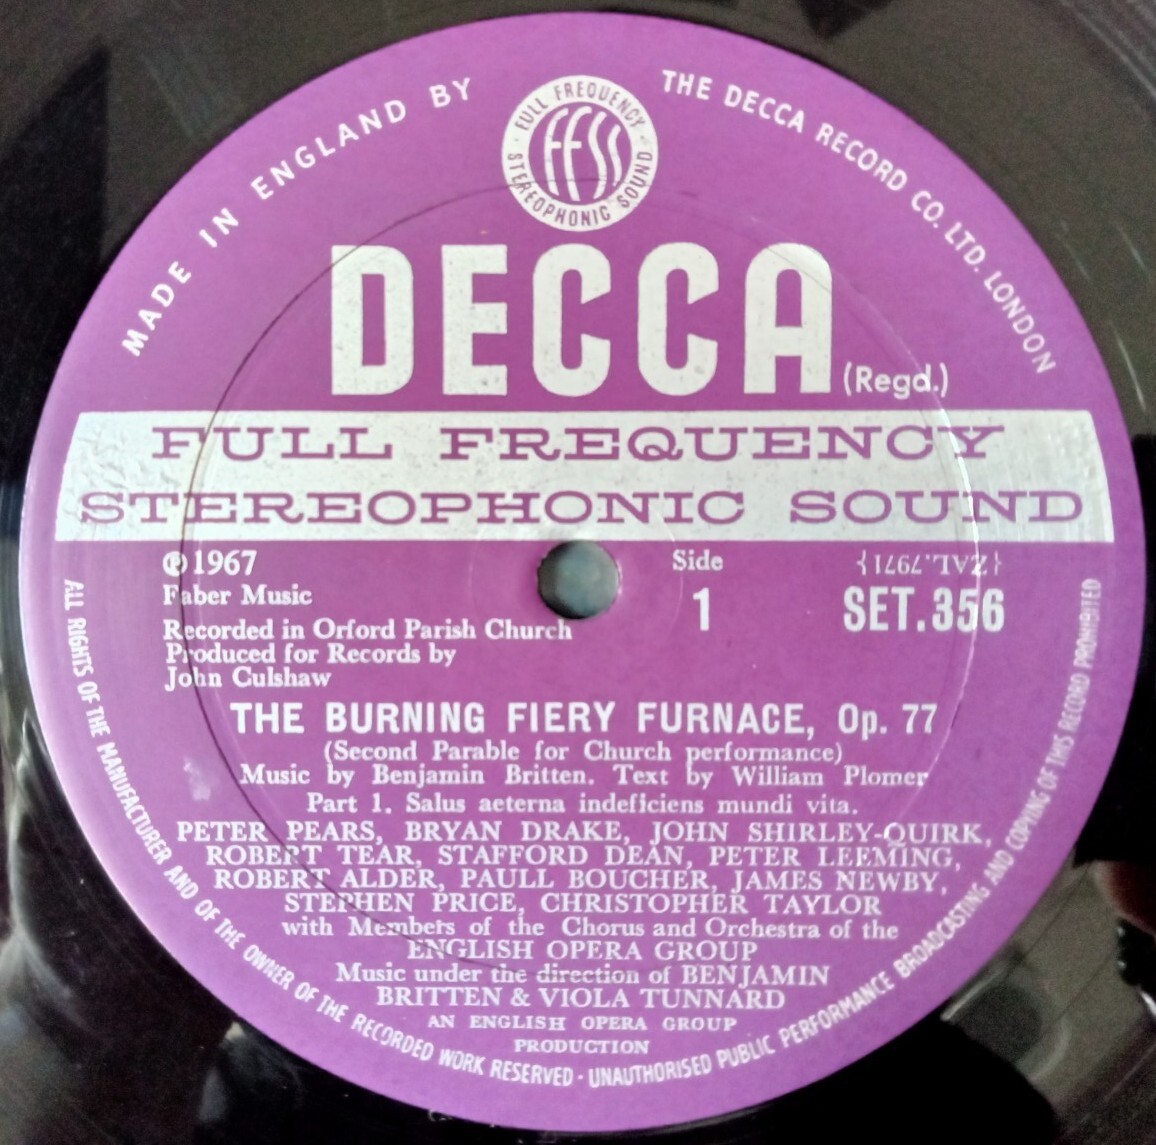 MADE IN ENGLAND BY
THE DECCA RECORD CO. LTD. LONDON
· FULL FREQUENCY ·
FFSS
STEREOPHONIC SOUND
DECCA
(Regd.)
FULL FREQUENCY
STEREOPHONIC SOUND
℗ 1967
Faber Music
Recorded in Orford Parish Church
Produced for Records by
John Culshaw
Side
1
{ZAL.7971}
SET.356
THE BURNING FIERY FURNACE, Op. 77
(Second Parable for Church performance)
Music by Benjamin Britten. Text by William Plomer
Part 1. Salus aeterna indeficiens mundi vita.
PETER PEARS, BRYAN DRAKE, JOHN SHIRLEY-QUIRK,
ROBERT TEAR, STAFFORD DEAN, PETER LEEMING,
ROBERT ALDER, PAULL BOUCHER, JAMES NEWBY,
STEPHEN PRICE, CHRISTOPHER TAYLOR
with Members of the Chorus and Orchestra of the
ENGLISH OPERA GROUP
Music under the direction of BENJAMIN
BRITTEN & VIOLA TUNNARD
AN ENGLISH OPERA GROUP
PRODUCTION
ALL RIGHTS OF THE MANUFACTURER AND OF THE OWNER OF THE RECORDED WORK RESERVED · UNAUTHORISED PUBLIC PERFORMANCE BROADCASTING AND COPYING OF THIS RECORD PROHIBITED